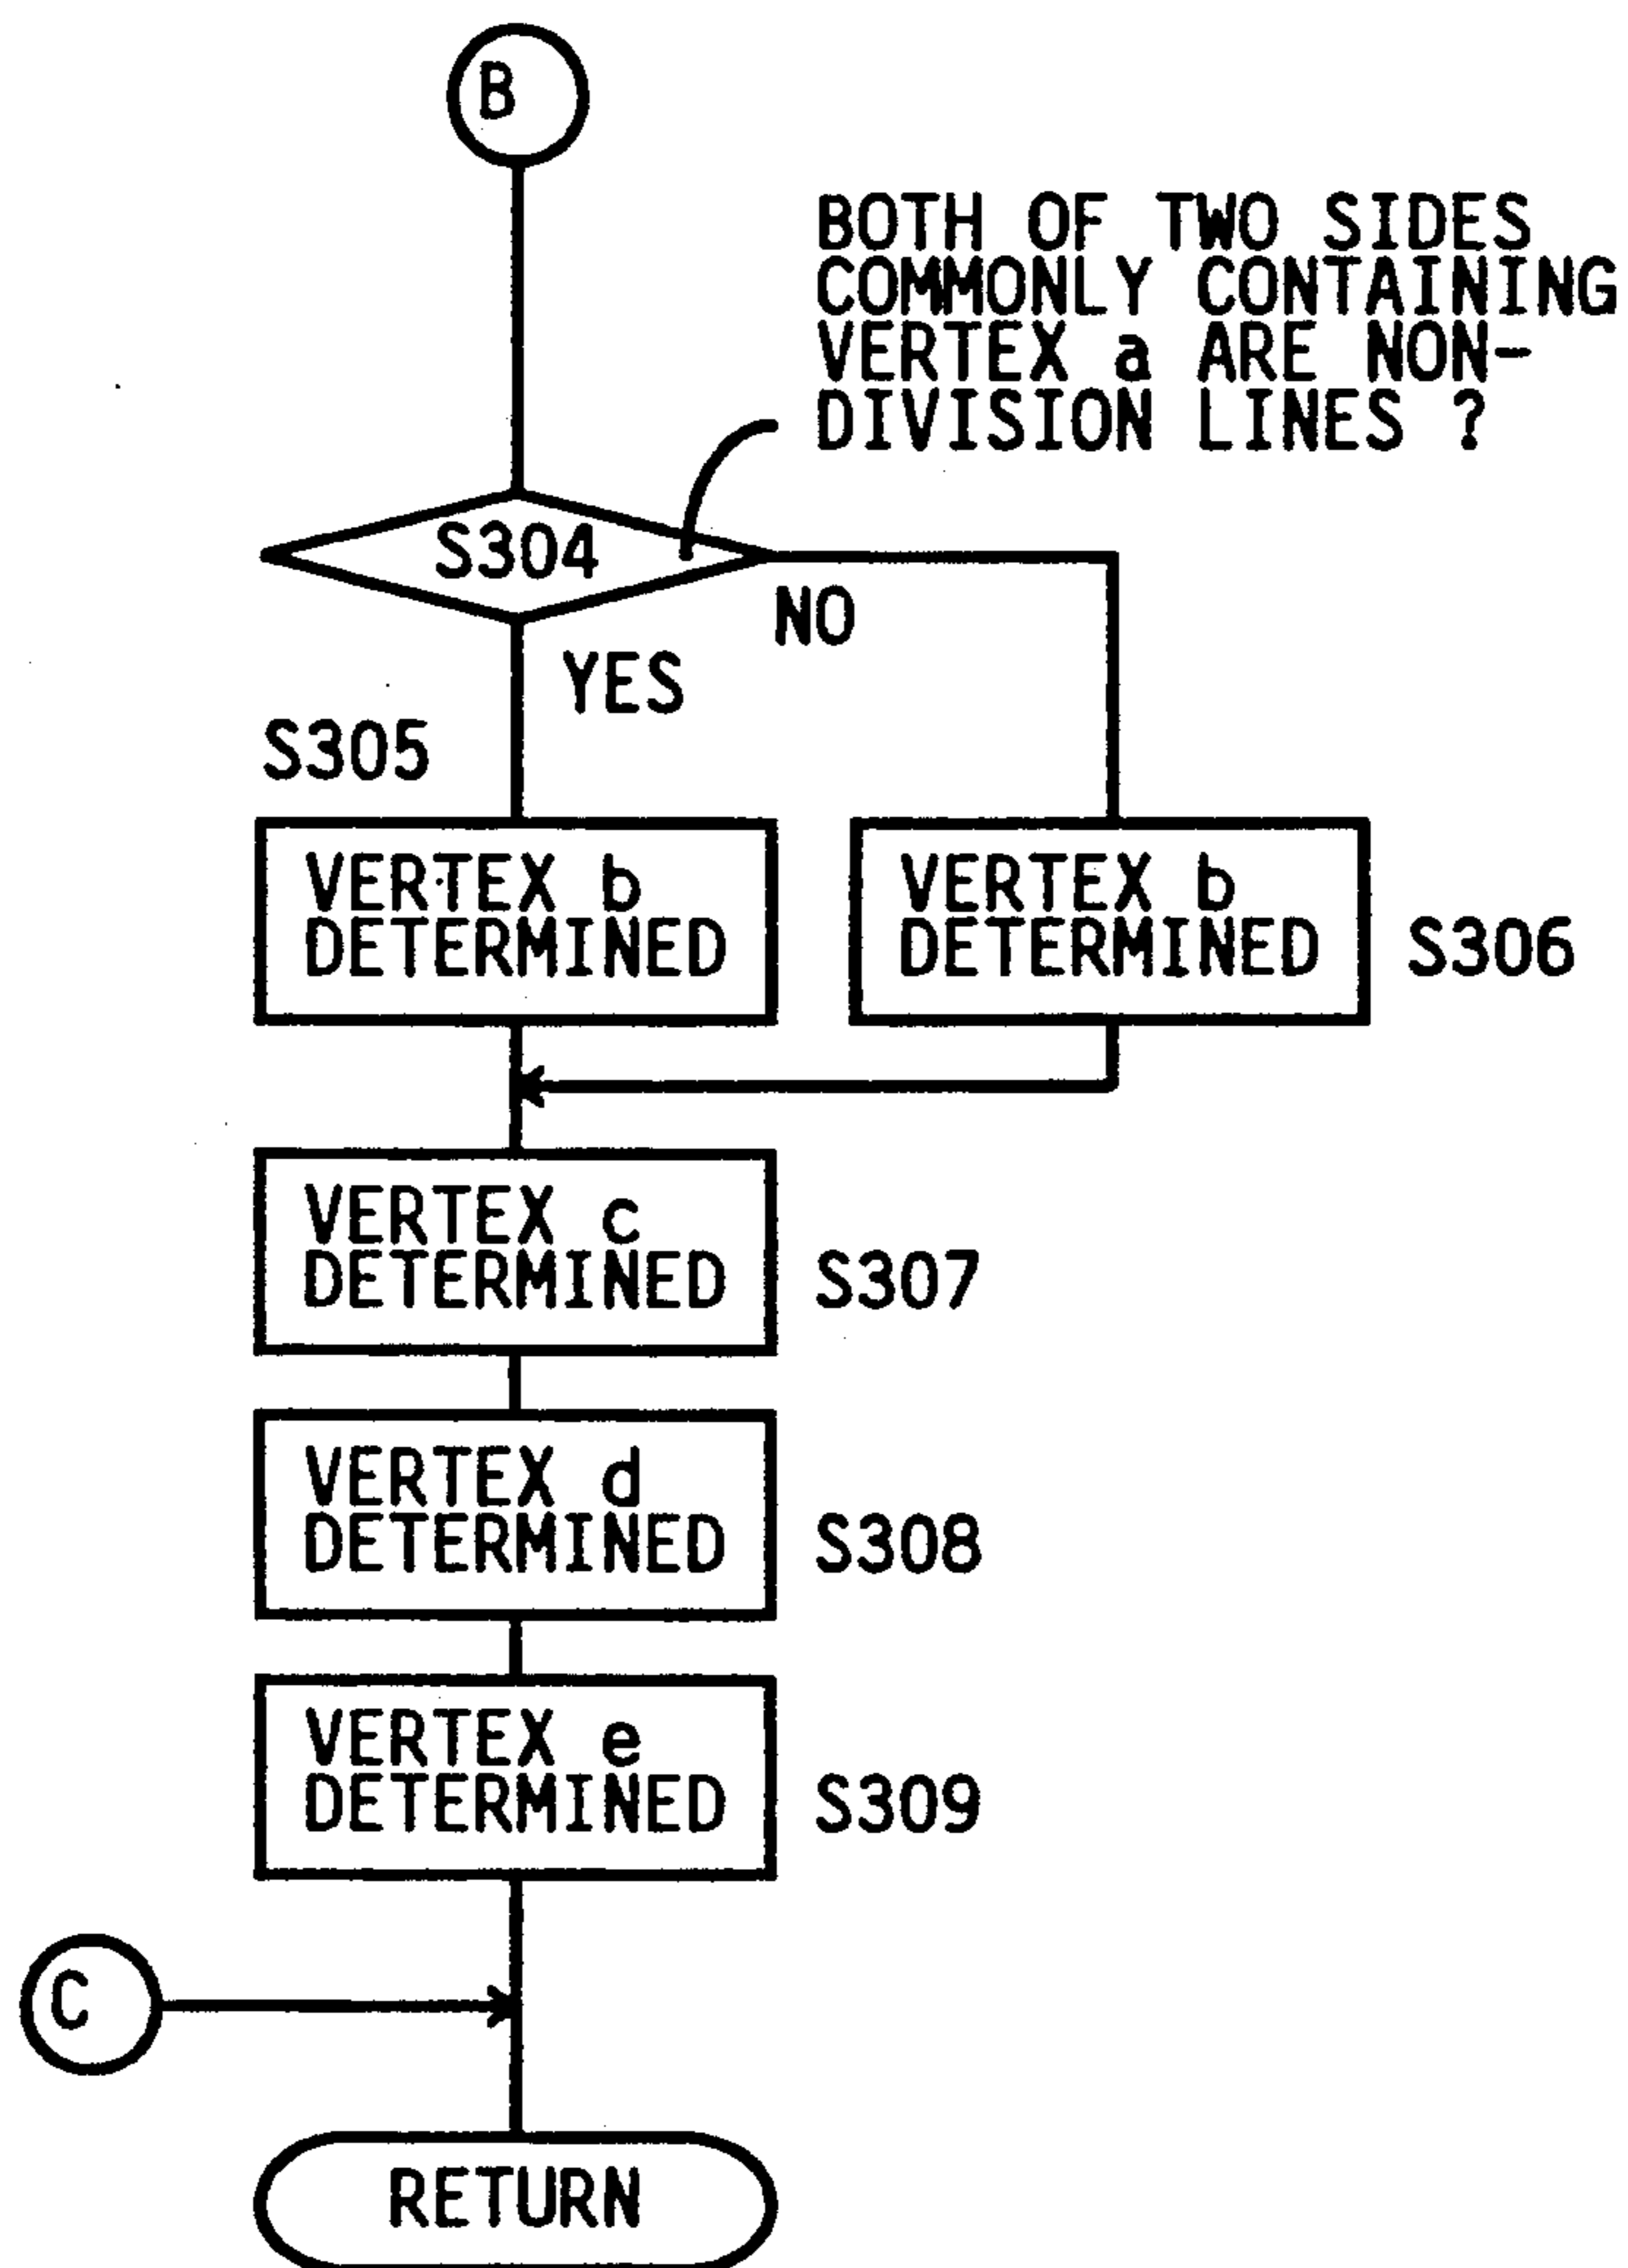 B
BOTH OF TWO SIDES
COMMONLY CONTAINING
VERTEX a ARE NON-
DIVISION LINES ?
S304
NO
YES
S305
VERTEX b
DETERMINED
VERTEX b
DETERMINED
S306
VERTEX c
DETERMINED
S307
VERTEX d
DETERMINED
S308
VERTEX e
DETERMINED
S309
C
RETURN